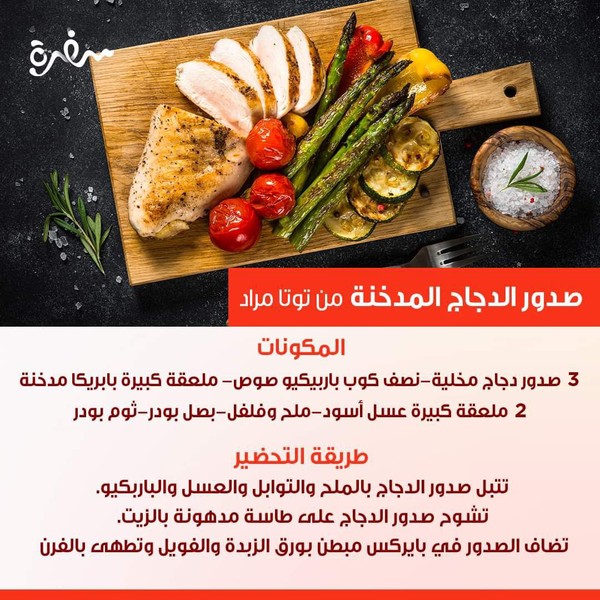 سفرة
صدور الدجاج المدخنة من توتا مراد
المكونات
3 صدور دجاج مخلية-نصف كوب باربيكيو صوص- ملعقة كبيرة بابريكا مدخنة
2 ملعقة كبيرة عسل أسود-ملح وفلفل-بصل بودر-ثوم بودر
طريقة التحضير
تتبل صدور الدجاج بالملح والتوابل والعسل والباربكيو.
تشوح صدور الدجاج على طاسة مدهونة بالزيت.
تضاف الصدور في بايركس مبطن بورق الزبدة والفويل وتطهى بالفرن